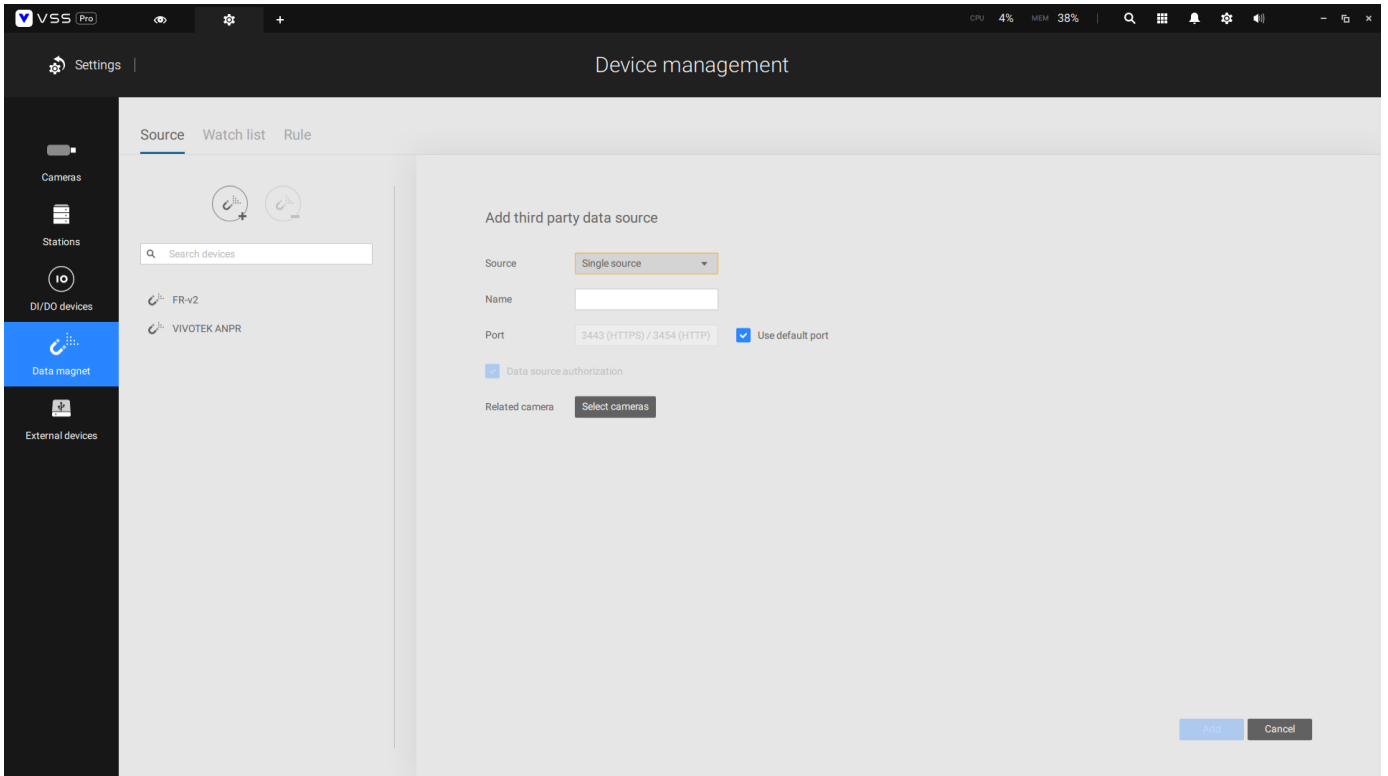 VSS Pro
CPU 4% MEM 38%
Settings
Device management
Cameras
Stations
IO
DI/DO devices
Data magnet
External devices
Source Watch list Rule
Search devices
FR-v2
VIVOTEK ANPR
Add third party data source
Source Single source
Name
Port 3443 (HTTPS) / 3454 (HTTP) Use default port
Data source authorization
Related camera Select cameras
Add Cancel